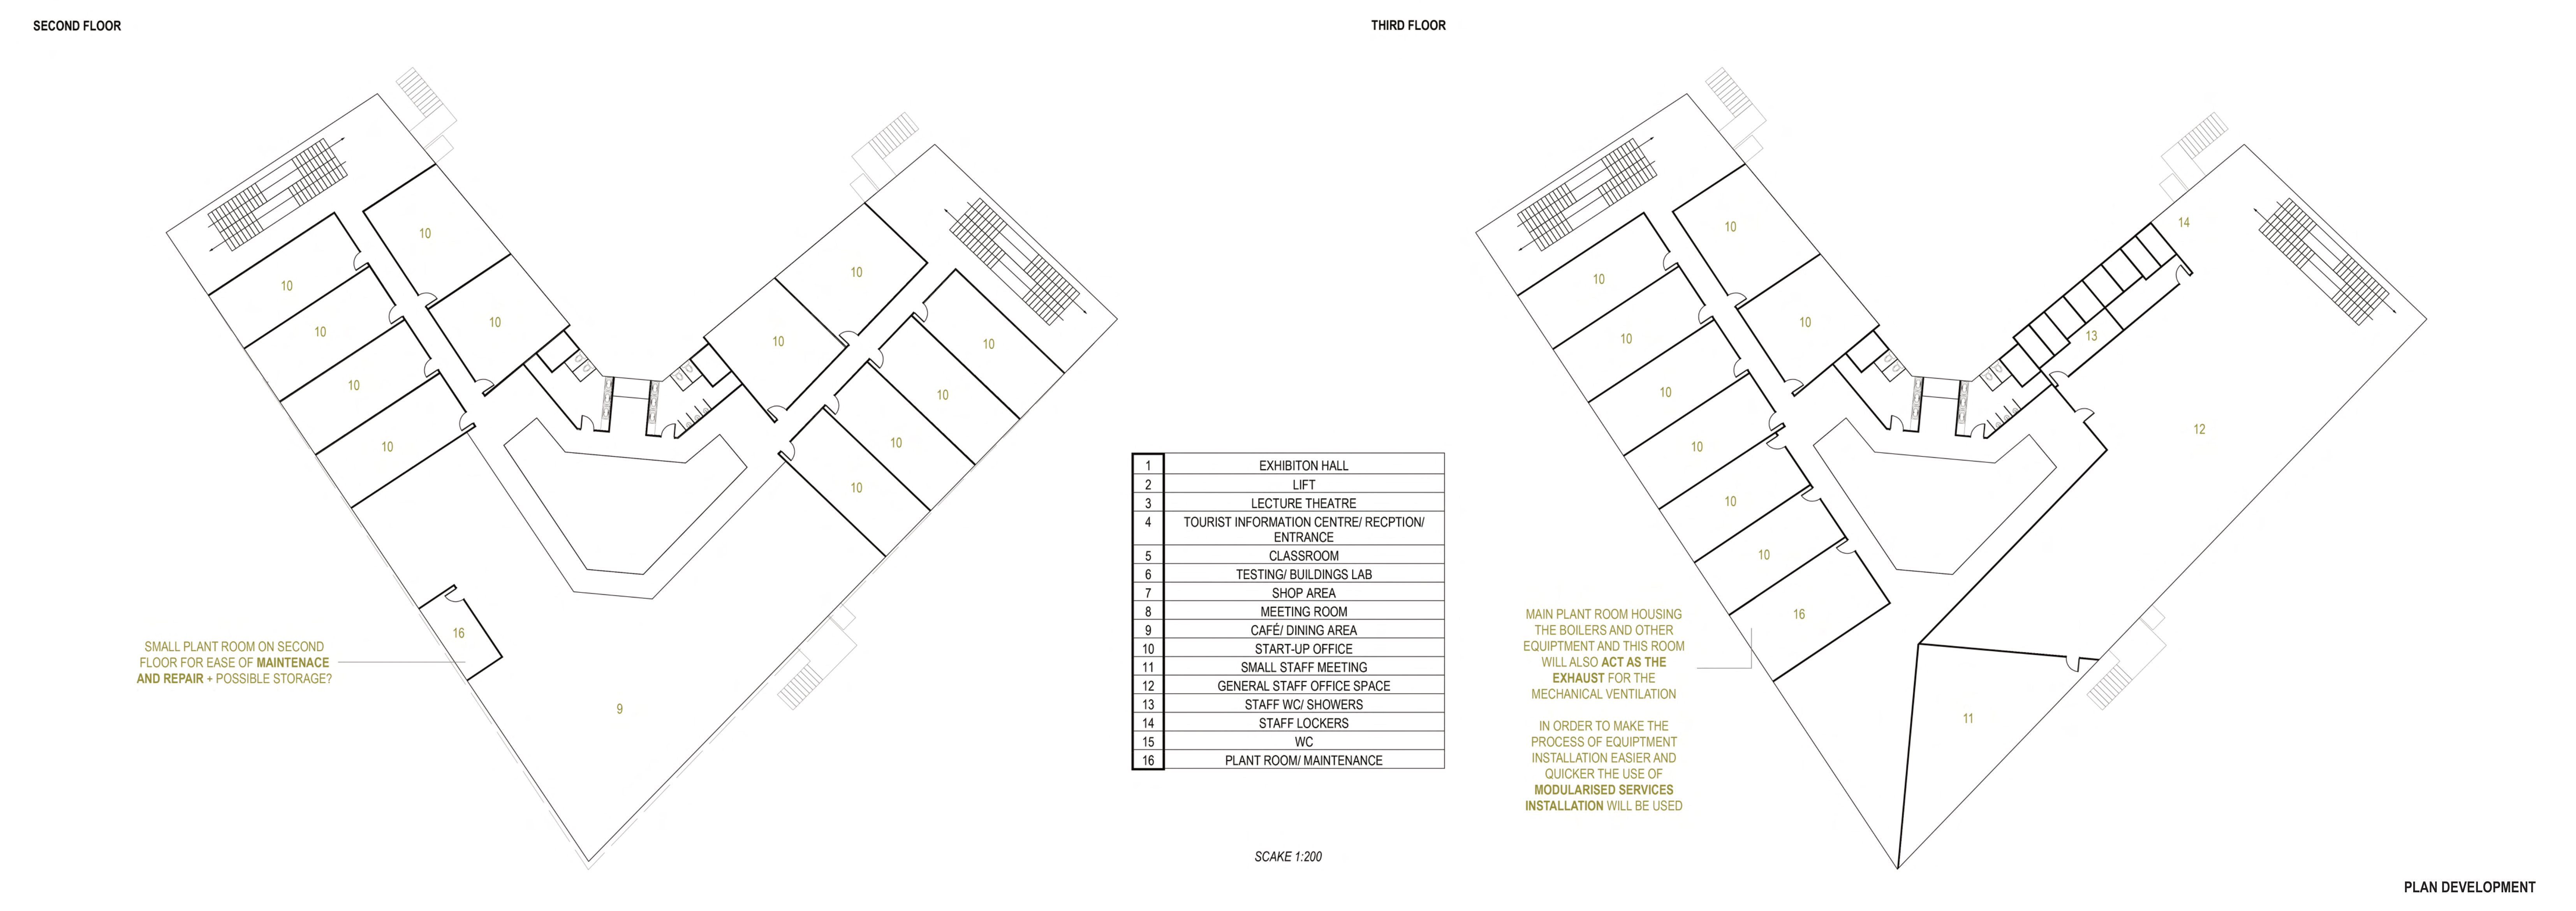 SECOND FLOOR
10
10
10
10
10
10
10
10
10
10
10
10
16
9
SMALL PLANT ROOM ON SECOND
FLOOR FOR EASE OF MAINTENACE
AND REPAIR + POSSIBLE STORAGE?
1 EXHIBITON HALL
2 LIFT
3 LECTURE THEATRE
4 TOURIST INFORMATION CENTRE/ RECPTION/
ENTRANCE
5 CLASSROOM
6 TESTING/ BUILDINGS LAB
7 SHOP AREA
8 MEETING ROOM
9 CAFÉ/ DINING AREA
10 START-UP OFFICE
11 SMALL STAFF MEETING
12 GENERAL STAFF OFFICE SPACE
13 STAFF WC/ SHOWERS
14 STAFF LOCKERS
15 WC
16 PLANT ROOM/ MAINTENANCE
SCAKE 1:200
THIRD FLOOR
14
10
10
10
10
13
10
10
12
10
10
16
11
MAIN PLANT ROOM HOUSING
THE BOILERS AND OTHER
EQUIPTMENT AND THIS ROOM
WILL ALSO ACT AS THE
EXHAUST FOR THE
MECHANICAL VENTILATION
IN ORDER TO MAKE THE
PROCESS OF EQUIPTMENT
INSTALLATION EASIER AND
QUICKER THE USE OF
MODULARISED SERVICES
INSTALLATION WILL BE USED
PLAN DEVELOPMENT